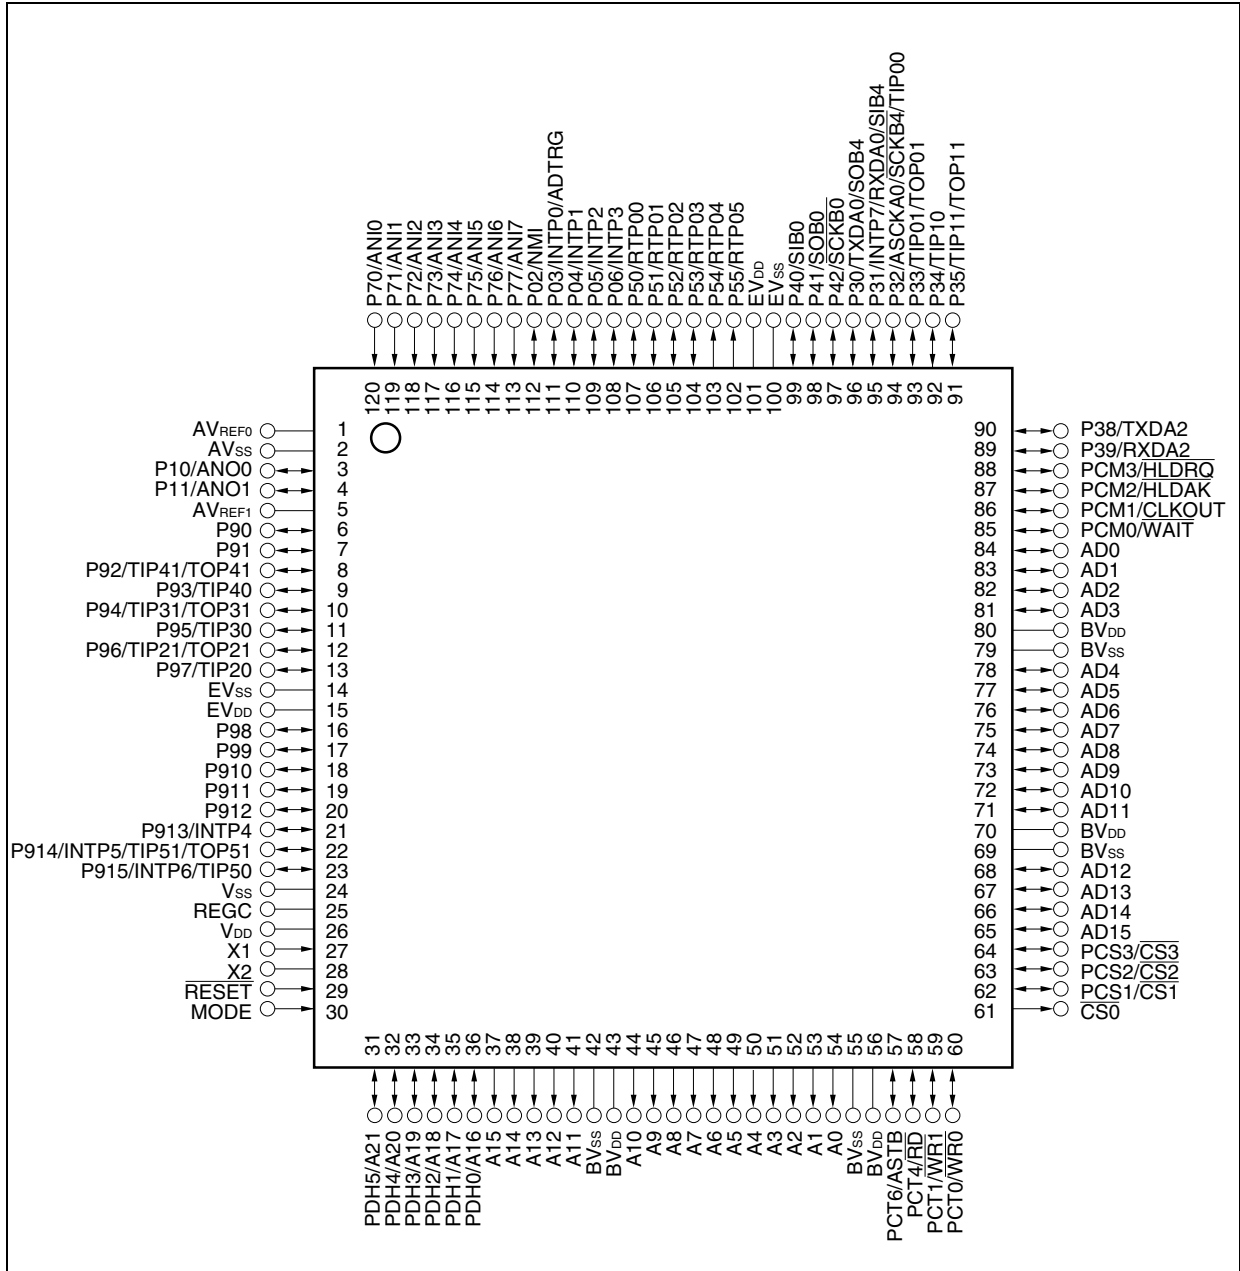 P70/ANI0
P71/ANI1
P72/ANI2
P73/ANI3
P74/ANI4
P75/ANI5
P76/ANI6
P77/ANI7
P02/NMI
P03/INTP0/ADTRG
P04/INTP1
P05/INTP2
P06/INTP3
P50/RTP00
P51/RTP01
P52/RTP02
P53/RTP03
P54/RTP04
P55/RTP05
EVDD
EVSS
P40/SIB0
P41/SOB0
P42/SCKB0
P30/TXDA0/SOB4
P31/INTP7/RXDA0/SIB4
P32/ASCKA0/SCKB4/TIP00
P33/TIP01/TOP01
P34/TIP10
P35/TIP11/TOP11
120
119
118
117
116
115
114
113
112
111
110
109
108
107
106
105
104
103
102
101
100
99
98
97
96
95
94
93
92
91
AVREF0 1
AVSS 2
P10/ANO0 3
P11/ANO1 4
AVREF1 5
P90 6
P91 7
P92/TIP41/TOP41 8
P93/TIP40 9
P94/TIP31/TOP31 10
P95/TIP30 11
P96/TIP21/TOP21 12
P97/TIP20 13
EVSS 14
EVDD 15
P98 16
P99 17
P910 18
P911 19
P912 20
P913/INTP4 21
P914/INTP5/TIP51/TOP51 22
P915/INTP6/TIP50 23
VSS 24
REGC 25
VDD 26
X1 27
X2 28
RESET 29
MODE 30
90 P38/TXDA2
89 P39/RXDA2
88 PCM3/HLDRQ
87 PCM2/HLDAK
86 PCM1/CLKOUT
85 PCM0/WAIT
84 AD0
83 AD1
82 AD2
81 AD3
80 BVDD
79 BVSS
78 AD4
77 AD5
76 AD6
75 AD7
74 AD8
73 AD9
72 AD10
71 AD11
70 BVDD
69 BVSS
68 AD12
67 AD13
66 AD14
65 AD15
64 PCS3/CS3
63 PCS2/CS2
62 PCS1/CS1
61 CS0
31
32
33
34
35
36
37
38
39
40
41
42
43
44
45
46
47
48
49
50
51
52
53
54
55
56
57
58
59
60
PDH5/A21
PDH4/A20
PDH3/A19
PDH2/A18
PDH1/A17
PDH0/A16
A15
A14
A13
A12
A11
BVSS
BVDD
A10
A9
A8
A7
A6
A5
A4
A3
A2
A1
A0
BVSS
BVDD
PCT6/ASTB
PCT4/RD
PCT1/WR1
PCT0/WR0